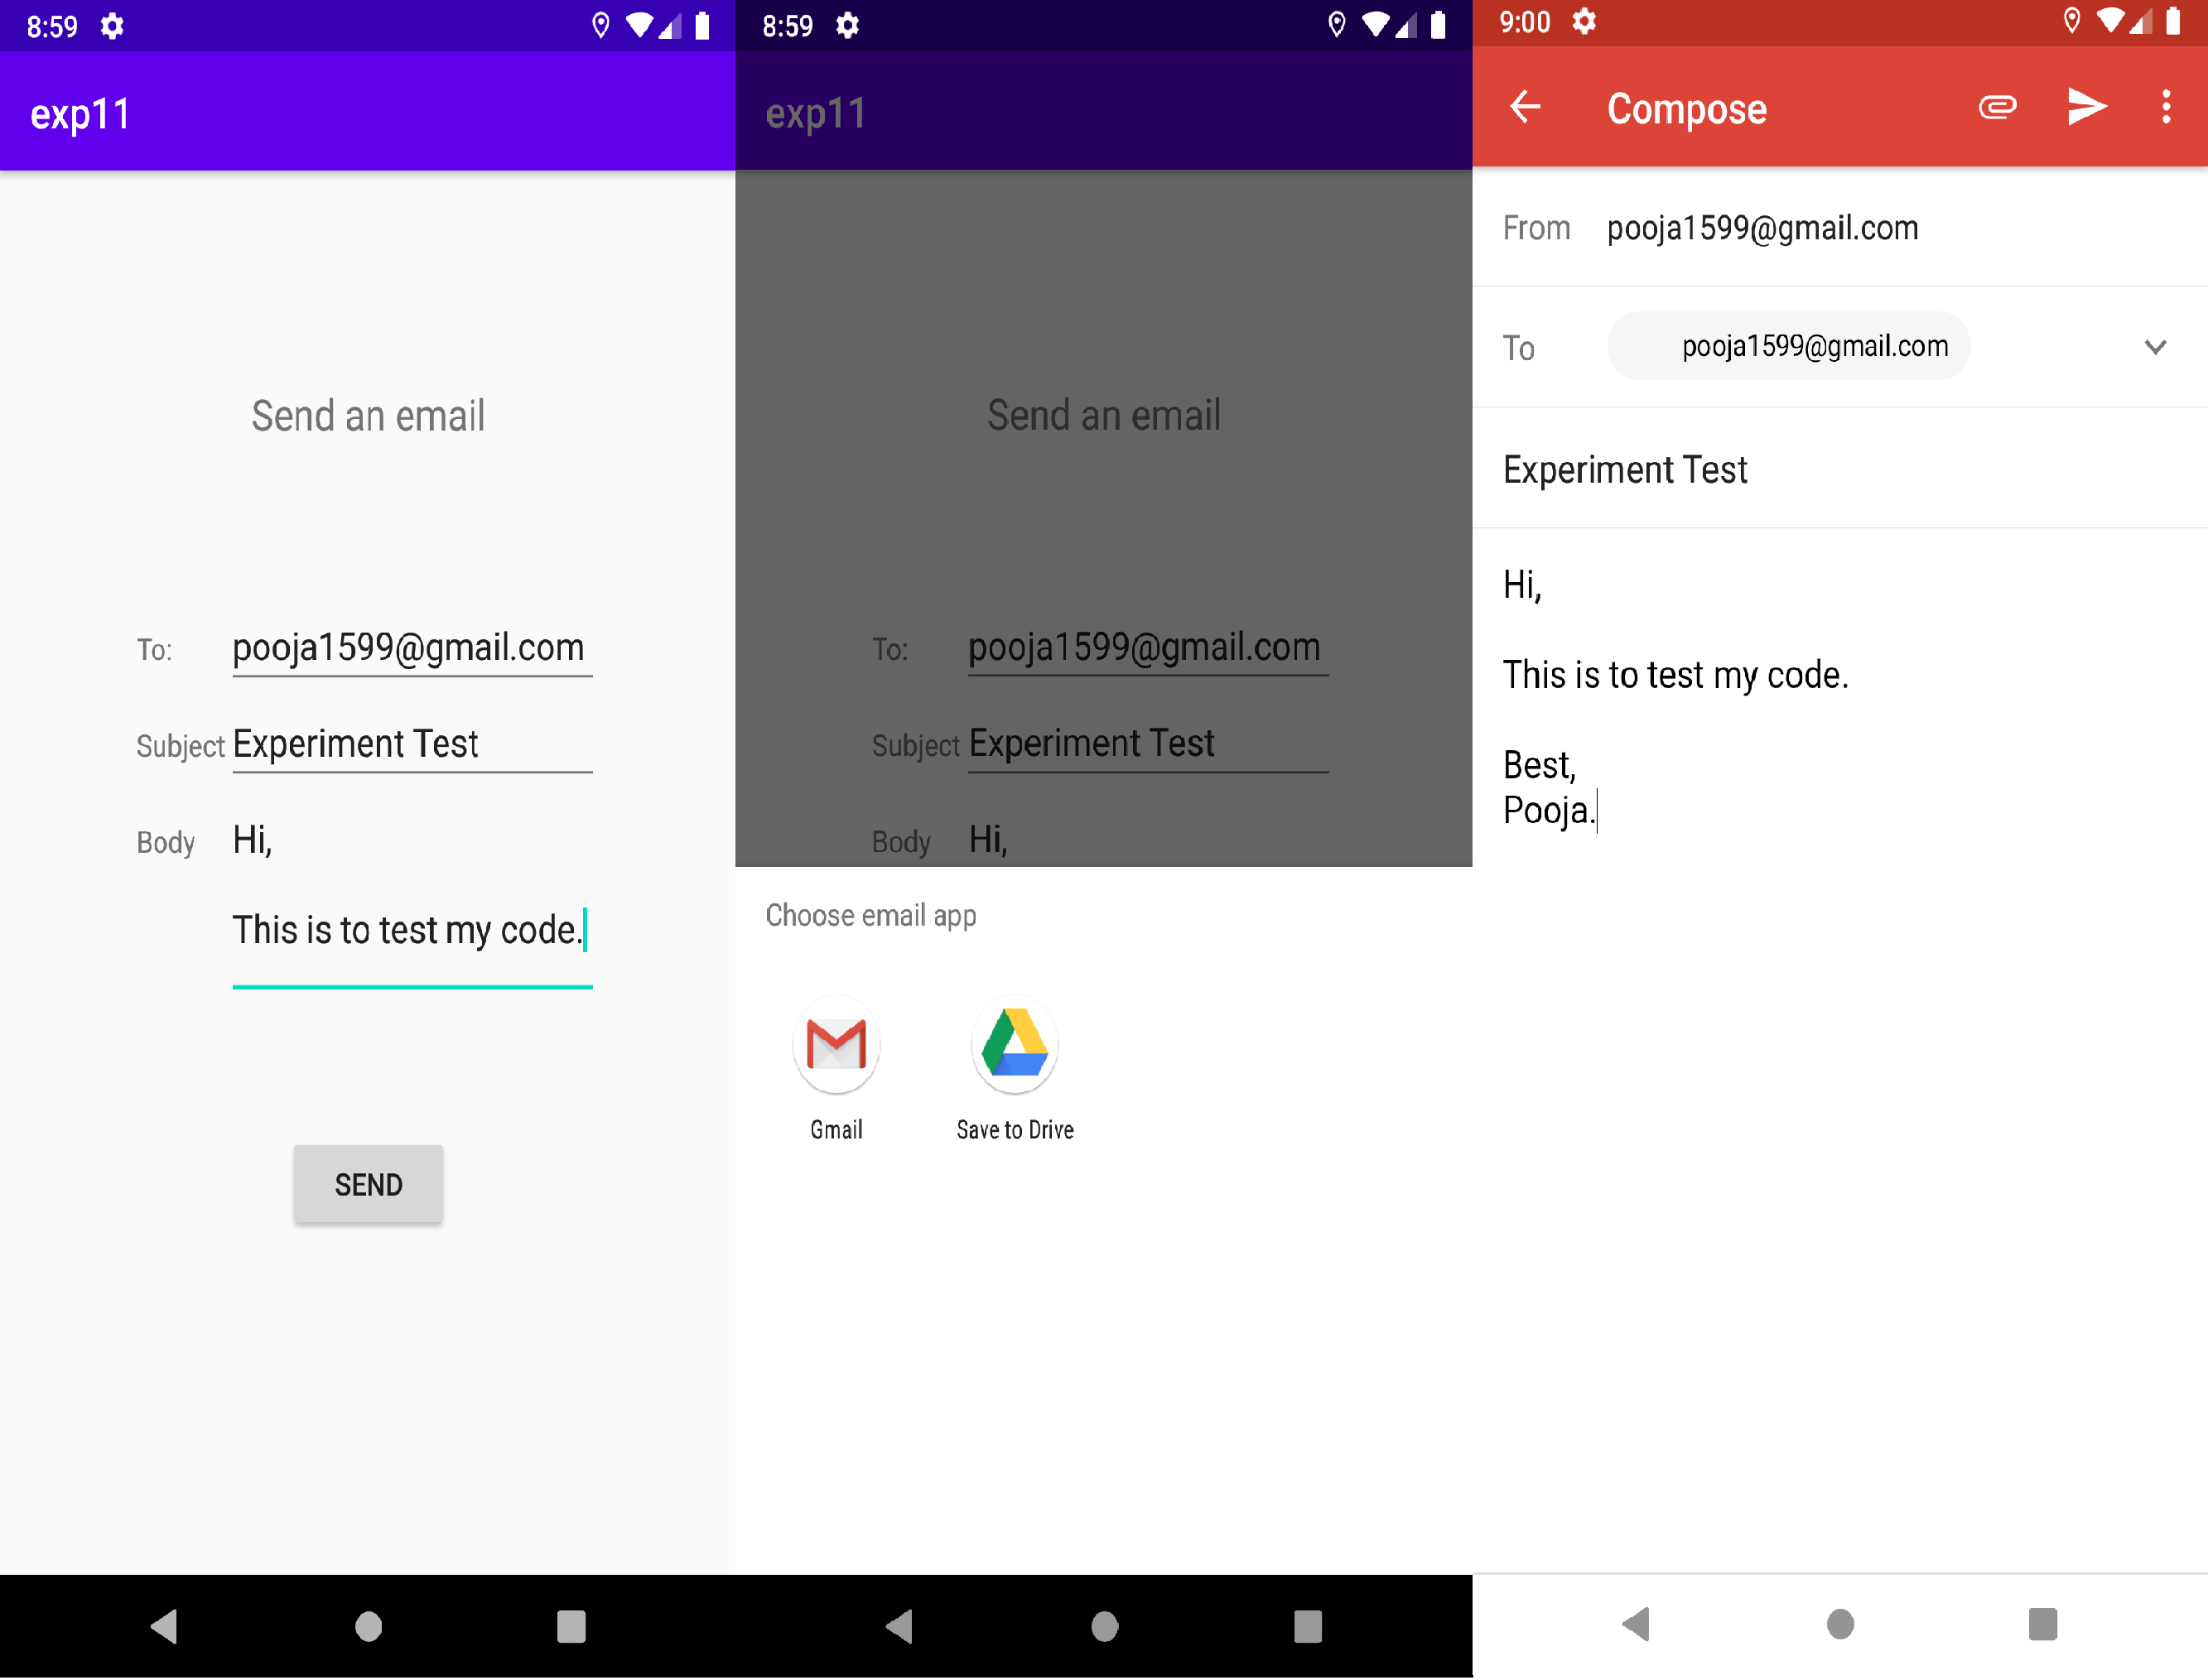 8:59
exp11
Send an email
To: pooja1599@gmail.com
Subject Experiment Test
Body Hi,
This is to test my code.
SEND
8:59
exp11
Send an email
To: pooja1599@gmail.com
Subject Experiment Test
Body Hi,
Choose email app
Gmail Save to Drive
9:00
Compose
From pooja1599@gmail.com
To pooja1599@gmail.com
Experiment Test
Hi,
This is to test my code.
Best,
Pooja.